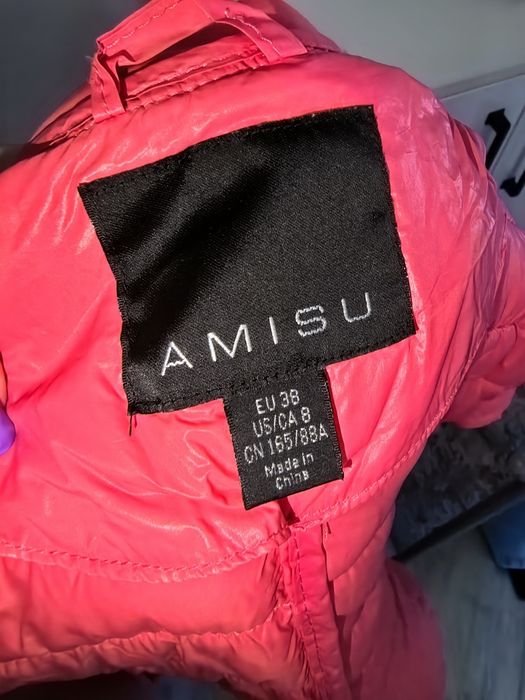 AMISU
EU 38
US/CA 8
CN 165/88A
Made in
China